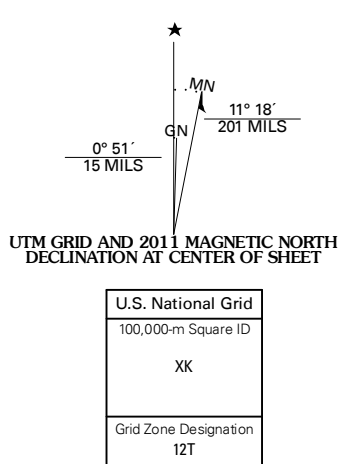 ★
MN
GN
11° 18´
201 MILS
0° 51´
15 MILS
UTM GRID AND 2011 MAGNETIC NORTH
DECLINATION AT CENTER OF SHEET
U.S. National Grid
100,000-m Square ID
XK
Grid Zone Designation
12T